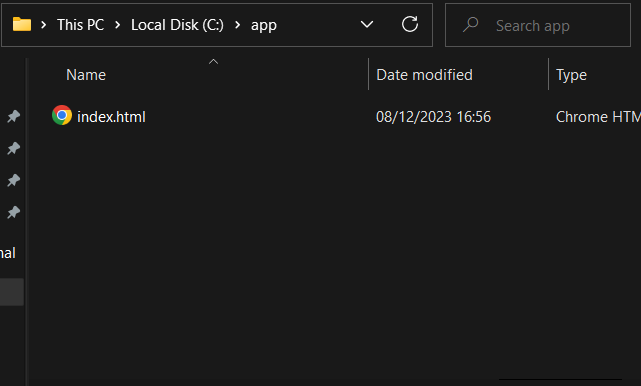 This PC > Local Disk (C:) > app
Search app
Name Date modified Type
index.html 08/12/2023 16:56 Chrome HTM
nal